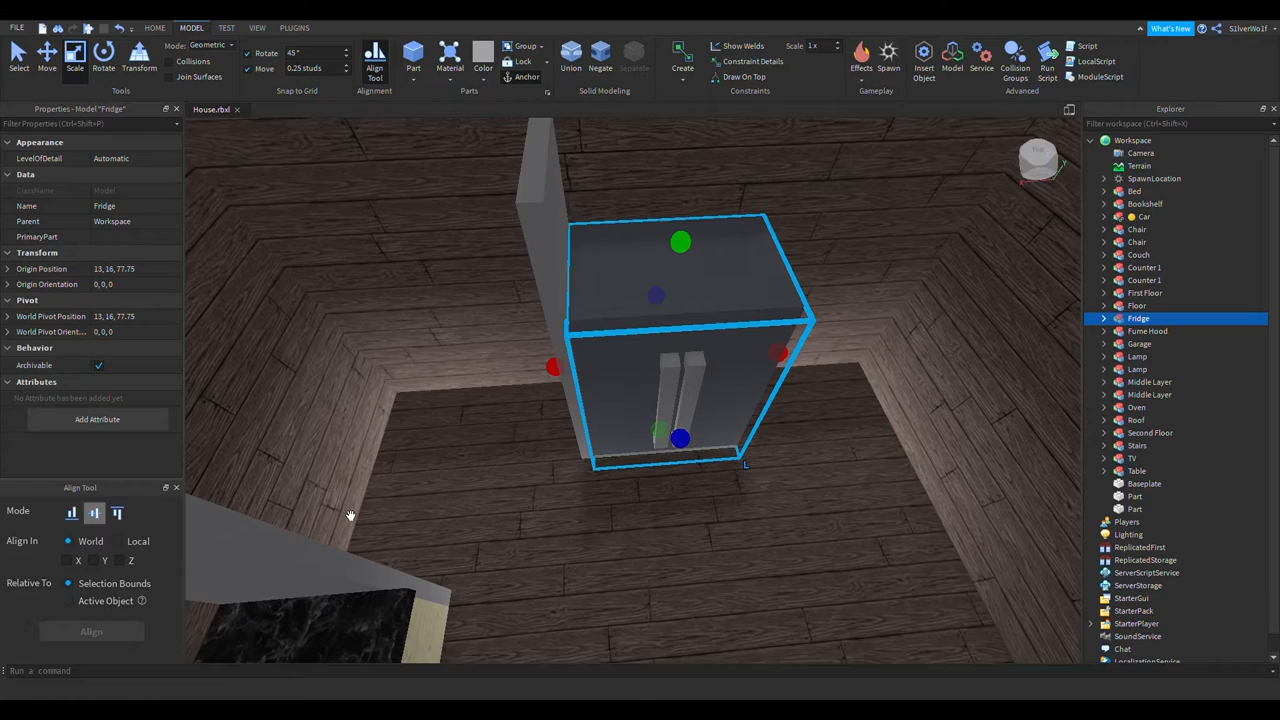 FILE HOME MODEL TEST VIEW PLUGINS What's New S1lverWo1f
Select Move Scale Rotate Transform
Mode: Geometric
Collisions
Join Surfaces
Tools
Rotate 45°
Move 0.25 studs
Snap to Grid
Align Tool
Alignment
Part Material Color
Group
Lock
Anchor
Parts
Union Negate Separate
Solid Modeling
Create
Show Welds Scale 1x
Constraint Details
Draw On Top
Constraints
Effects Spawn
Gameplay
Insert Object Model Service Collision Groups Run Script
Script
LocalScript
ModuleScript
Advanced
Properties - Model "Fridge"
Filter Properties (Ctrl+Shift+P)
Appearance
LevelOfDetail Automatic
Data
ClassName Model
Name Fridge
Parent Workspace
PrimaryPart
Transform
Origin Position 13,16,77.75
Origin Orientation 0,0,0
Pivot
World Pivot Position 13,16,77.75
World Pivot Orient... 0,0,0
Behavior
Archivable
Attributes
No Attribute has been added yet
Add Attribute
Align Tool
Mode
Align In World Local
X Y Z
Relative To Selection Bounds
Active Object
Align
Run a command
House.rbxl
L
Explorer
Filter workspace (Ctrl+Shift+X)
Workspace
Camera
Terrain
SpawnLocation
Bed
Bookshelf
Car
Chair
Chair
Couch
Counter1
Counter1
First Floor
Floor
Fridge
Fume Hood
Garage
Lamp
Lamp
Middle Layer
Middle Layer
Oven
Roof
Second Floor
Stairs
TV
Table
Baseplate
Part
Part
Players
Lighting
ReplicatedFirst
ReplicatedStorage
ServerScriptService
ServerStorage
StarterGui
StarterPack
StarterPlayer
SoundService
Chat
LocalizationService